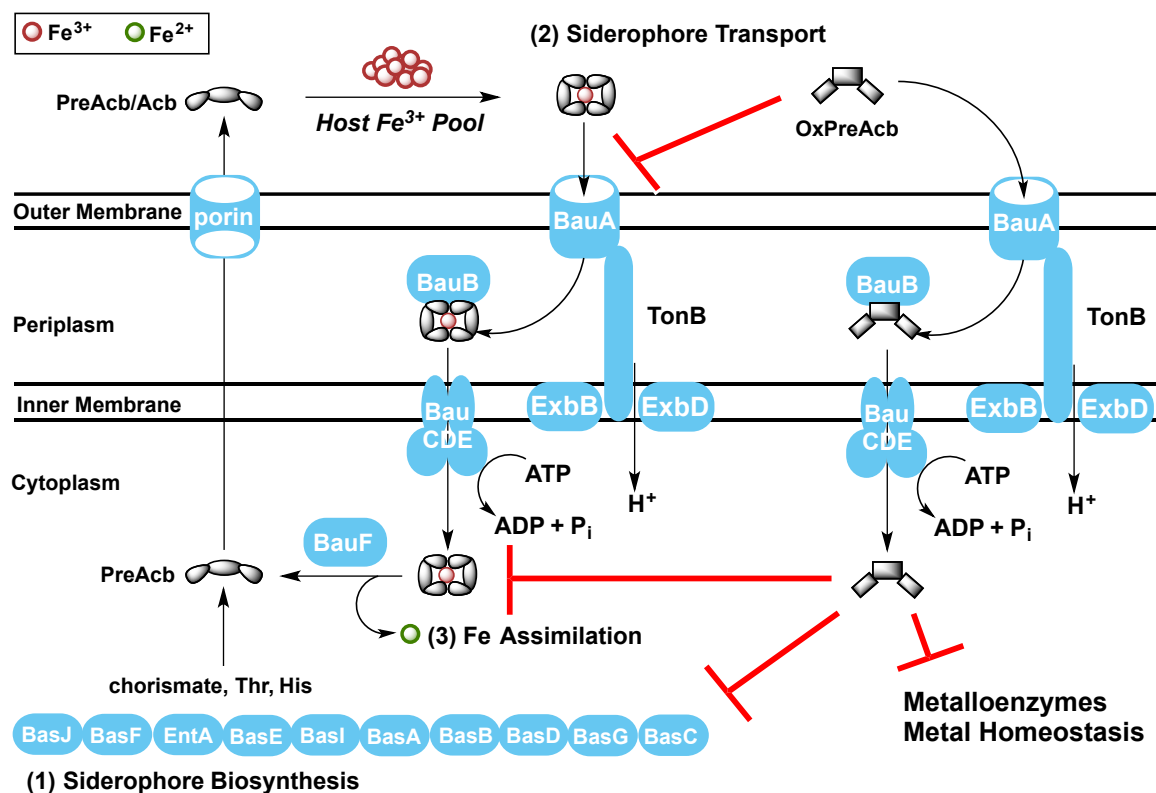 Fe³⁺ Fe²⁺
(2) Siderophore Transport
PreAcb/Acb
Host Fe³⁺ Pool
OxPreAcb
Outer Membrane
porin
BauA
BauA
BauB
BauB
Periplasm
TonB
TonB
Inner Membrane
Bau
CDE
ExbB
ExbD
Bau
CDE
ExbB
ExbD
Cytoplasm
ATP
ADP + Pᵢ
H⁺
ATP
ADP + Pᵢ
H⁺
BauF
PreAcb
(3) Fe Assimilation
chorismate, Thr, His
Metalloenzymes
Metal Homeostasis
BasJ BasF EntA BasE BasI BasA BasB BasD BasG BasC
(1) Siderophore Biosynthesis